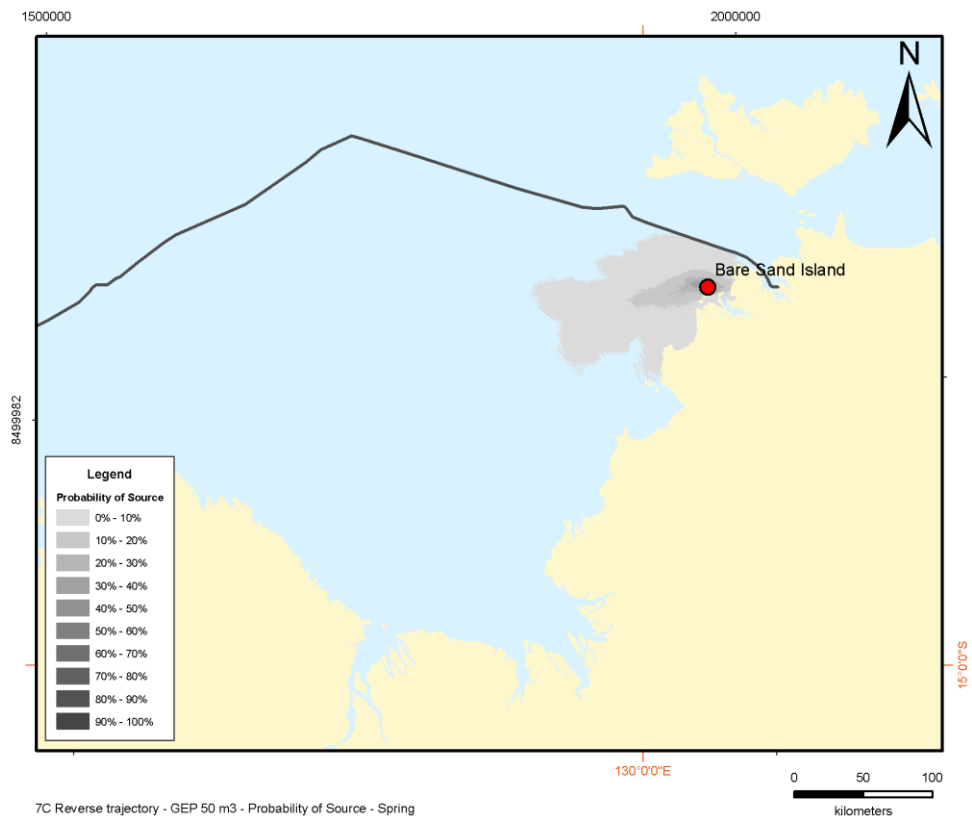 1500000
2000000
N
Bare Sand Island
8499982
Legend
Probability of Source
0% - 10%
10% - 20%
20% - 30%
30% - 40%
40% - 50%
50% - 60%
60% - 70%
70% - 80%
80% - 90%
90% - 100%
15°0'0"S
130°0'0"E
0 50 100
kilometers
7C Reverse trajectory - GEP 50 m3 - Probability of Source - Spring